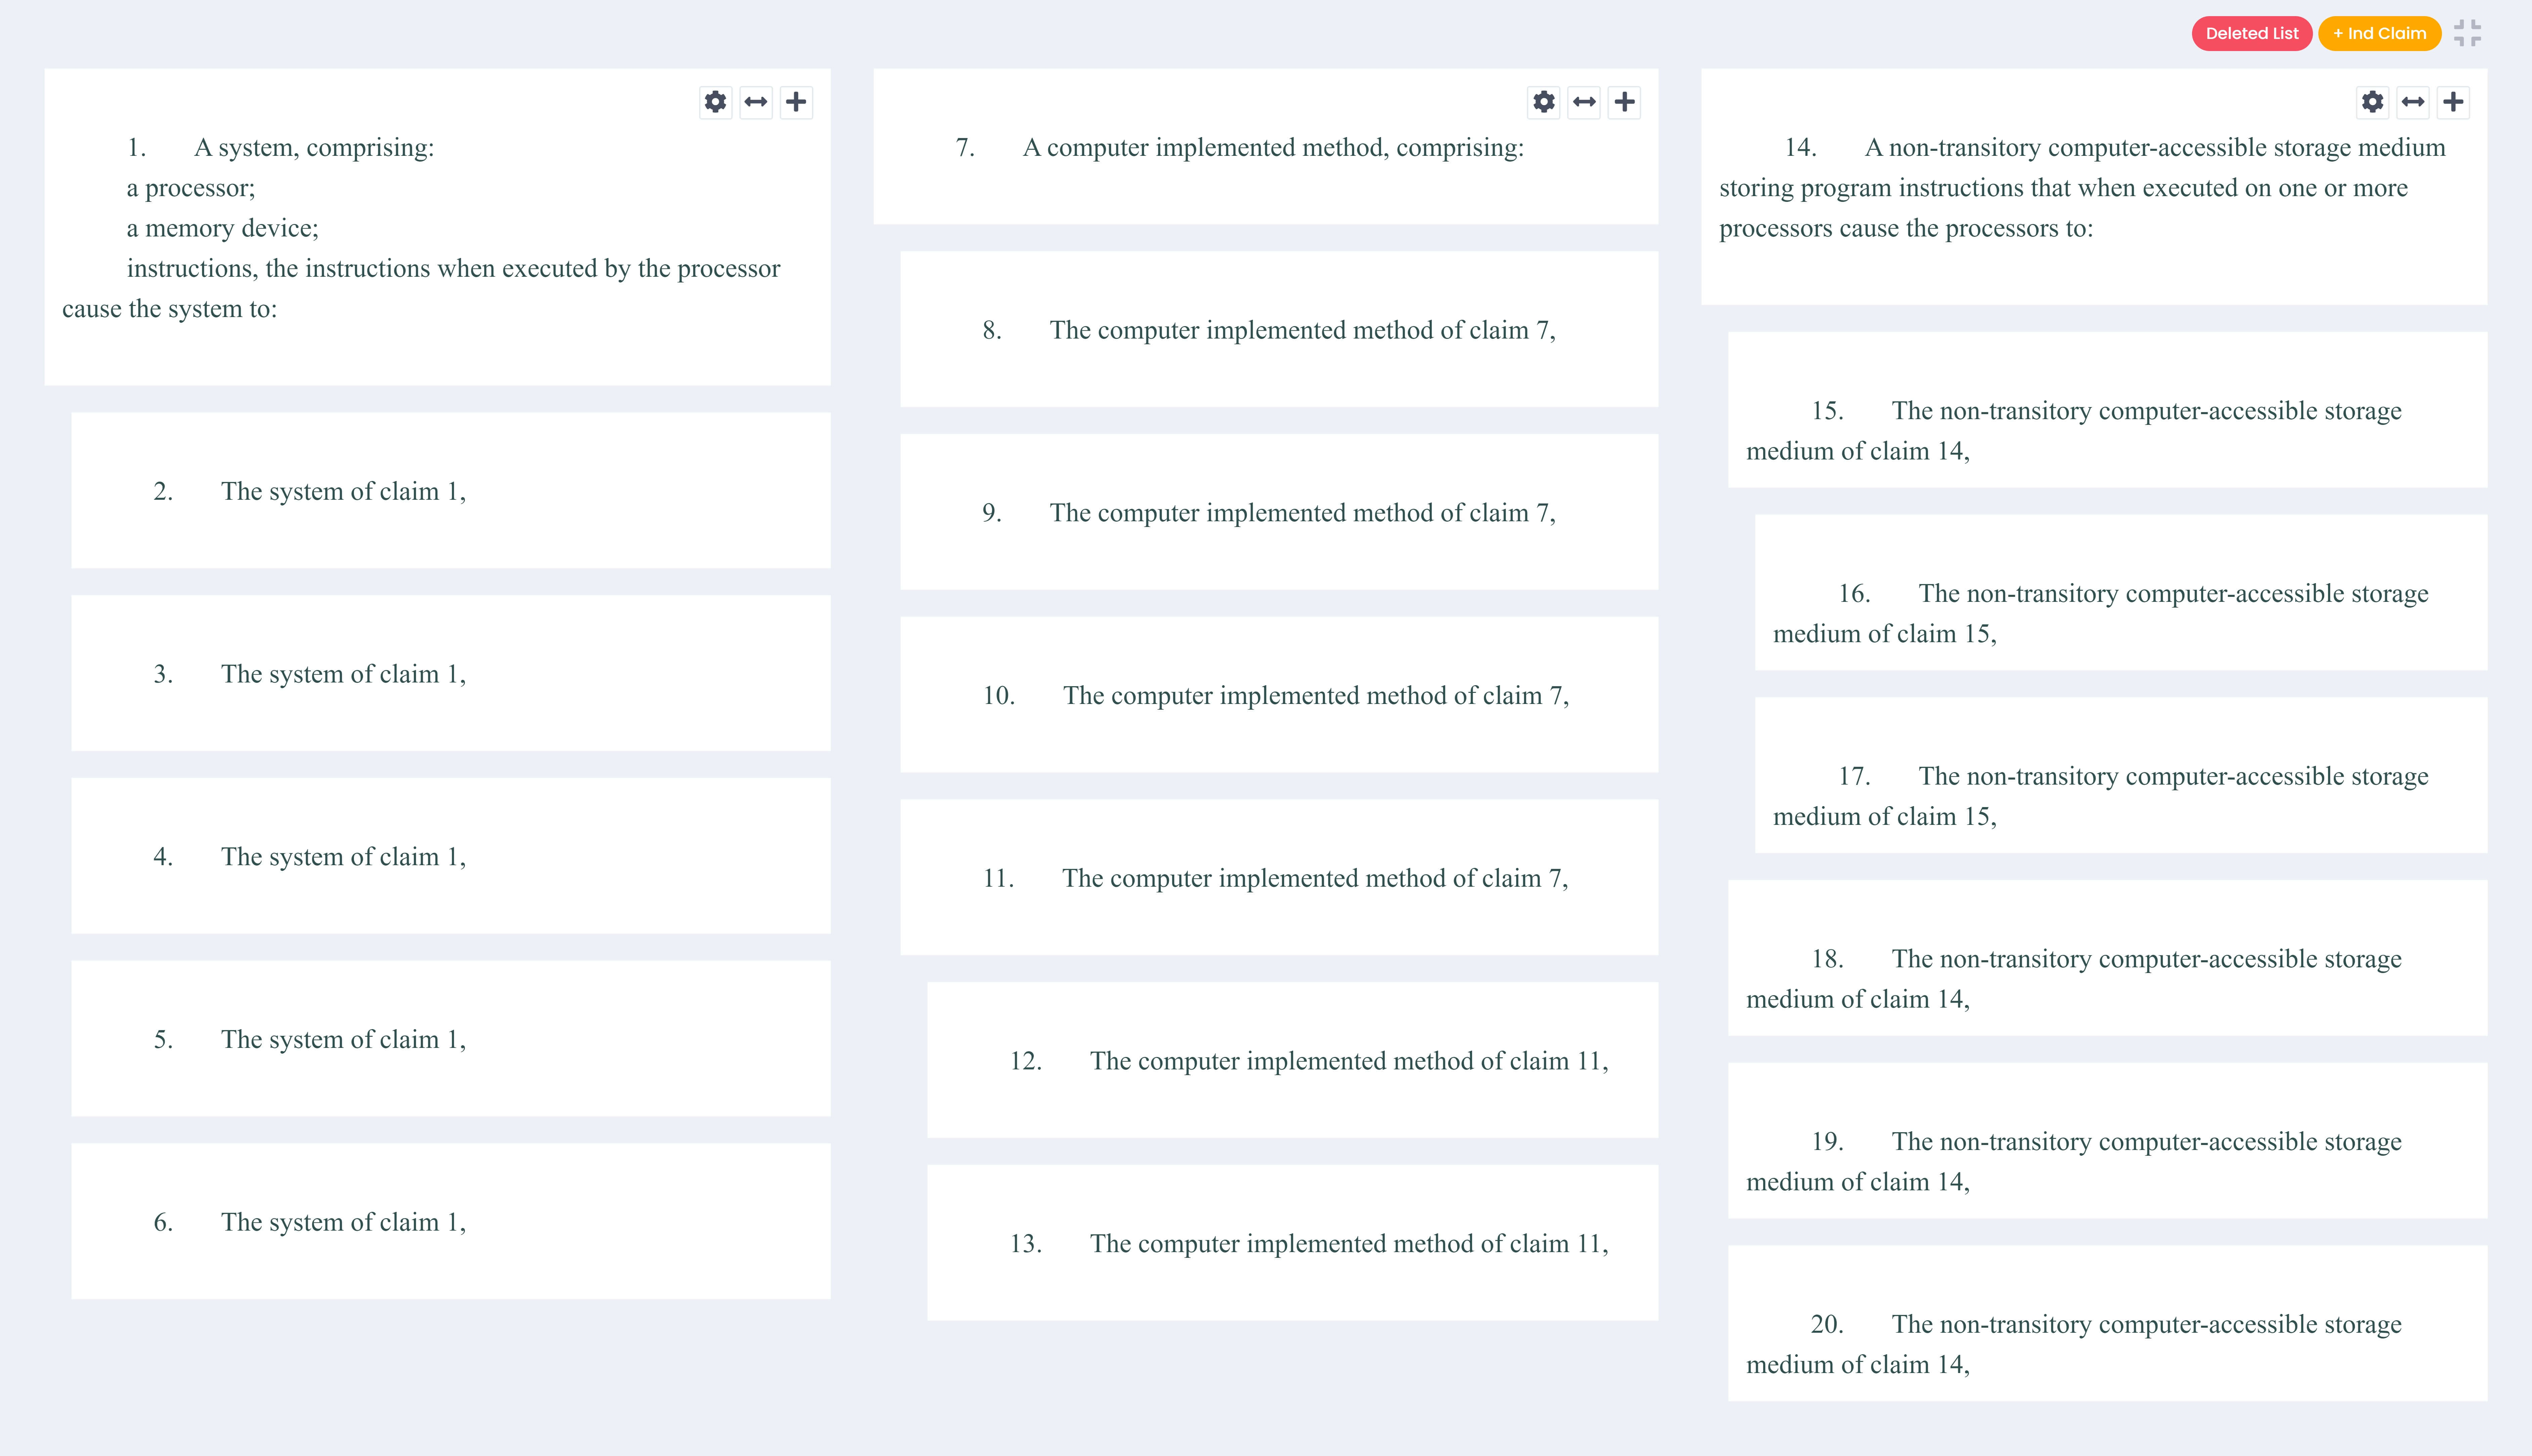 Deleted List
+ Ind Claim
1. A system, comprising:
a processor;
a memory device;
instructions, the instructions when executed by the processor
cause the system to:
2. The system of claim 1,
3. The system of claim 1,
4. The system of claim 1,
5. The system of claim 1,
6. The system of claim 1,
7. A computer implemented method, comprising:
8. The computer implemented method of claim 7,
9. The computer implemented method of claim 7,
10. The computer implemented method of claim 7,
11. The computer implemented method of claim 7,
12. The computer implemented method of claim 11,
13. The computer implemented method of claim 11,
14. A non-transitory computer-accessible storage medium
storing program instructions that when executed on one or more
processors cause the processors to:
15. The non-transitory computer-accessible storage
medium of claim 14,
16. The non-transitory computer-accessible storage
medium of claim 15,
17. The non-transitory computer-accessible storage
medium of claim 15,
18. The non-transitory computer-accessible storage
medium of claim 14,
19. The non-transitory computer-accessible storage
medium of claim 14,
20. The non-transitory computer-accessible storage
medium of claim 14,